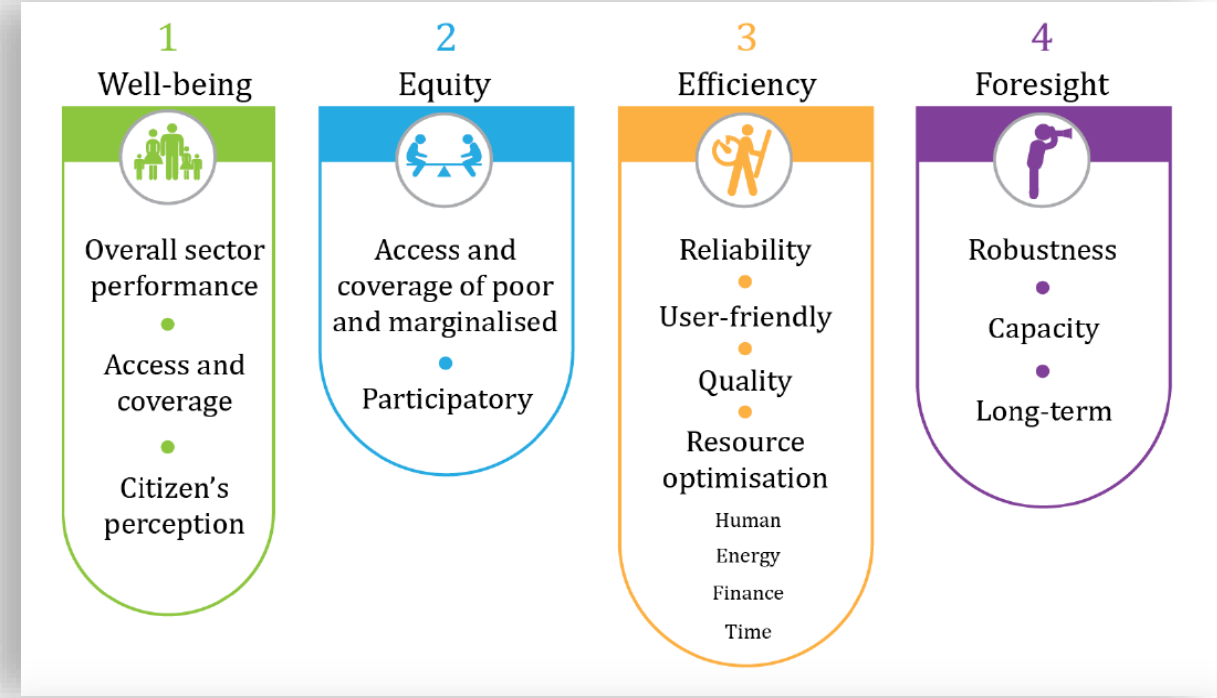 1
Well-being
Overall sector
performance
Access and
coverage
Citizen’s
perception
2
Equity
Access and
coverage of poor
and marginalised
Participatory
3
Efficiency
Reliability
User-friendly
Quality
Resource
optimisation
Human
Energy
Finance
Time
4
Foresight
Robustness
Capacity
Long-term